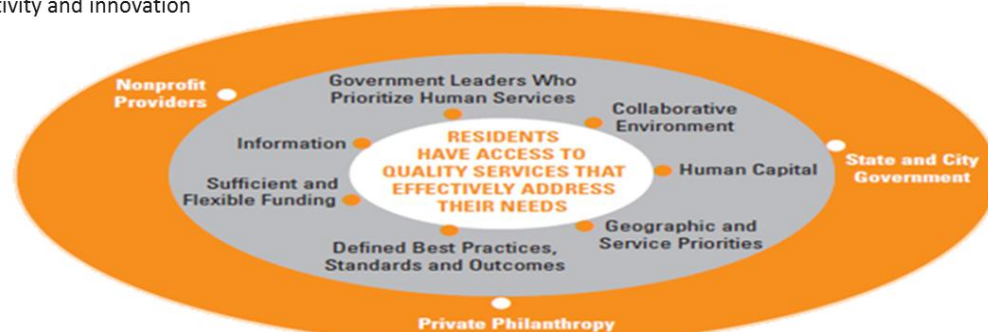 and innovation
Nonprofit
Providers
Government Leaders Who
Prioritize Human Services
Collaborative
Environment
Information
RESIDENTS
HAVE ACCESS TO
QUALITY SERVICES THAT
EFFECTIVELY ADDRESS
THEIR NEEDS
Human Capital
State and City
Government
Sufficient and
Flexible Funding
Geographic and
Service Priorities
Defined Best Practices,
Standards and Outcomes
Private Philanthropy